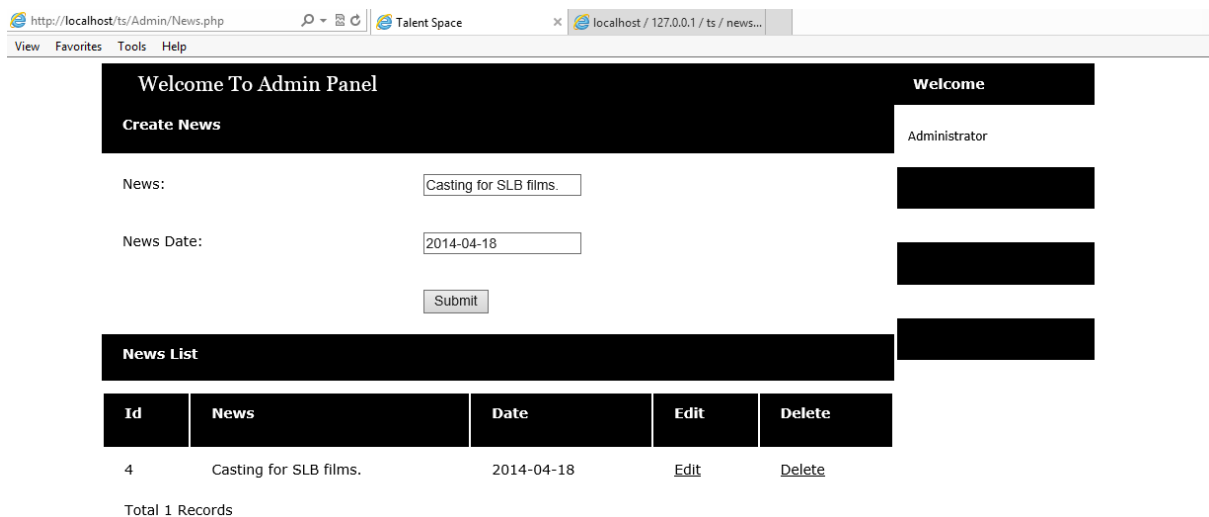 http://localhost/ts/Admin/News.php
Talent Space
localhost / 127.0.0.1 / ts / news...
View Favorites Tools Help
Welcome To Admin Panel
Welcome
Create News
Administrator
News:
Casting for SLB films.
News Date:
2014-04-18
Submit
News List
Id News Date Edit Delete
4 Casting for SLB films. 2014-04-18 Edit Delete
Total 1 Records